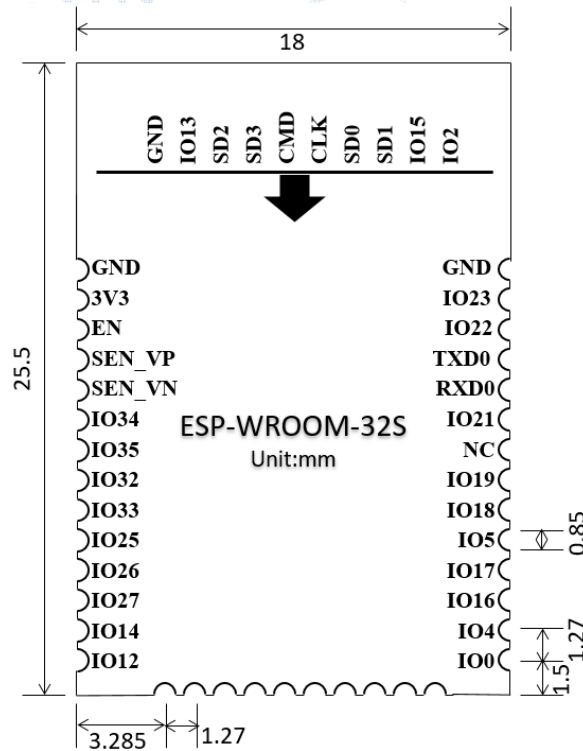 18
GND IO13 SD2 SD3 CMD CLK SD0 SD1 IO15 IO2
25.5
GND GND
3V3 IO23
EN IO22
SEN_VP TXD0
SEN_VN RXD0
IO34 IO21
ESP-WROOM-32S
IO35 NC
Unit:mm
IO32 IO19
IO33 IO18
IO25 IO5 0.85
IO26 IO17
IO27 IO16
IO14 IO4 1.27
IO12 IO0 1.5
3.285 1.27